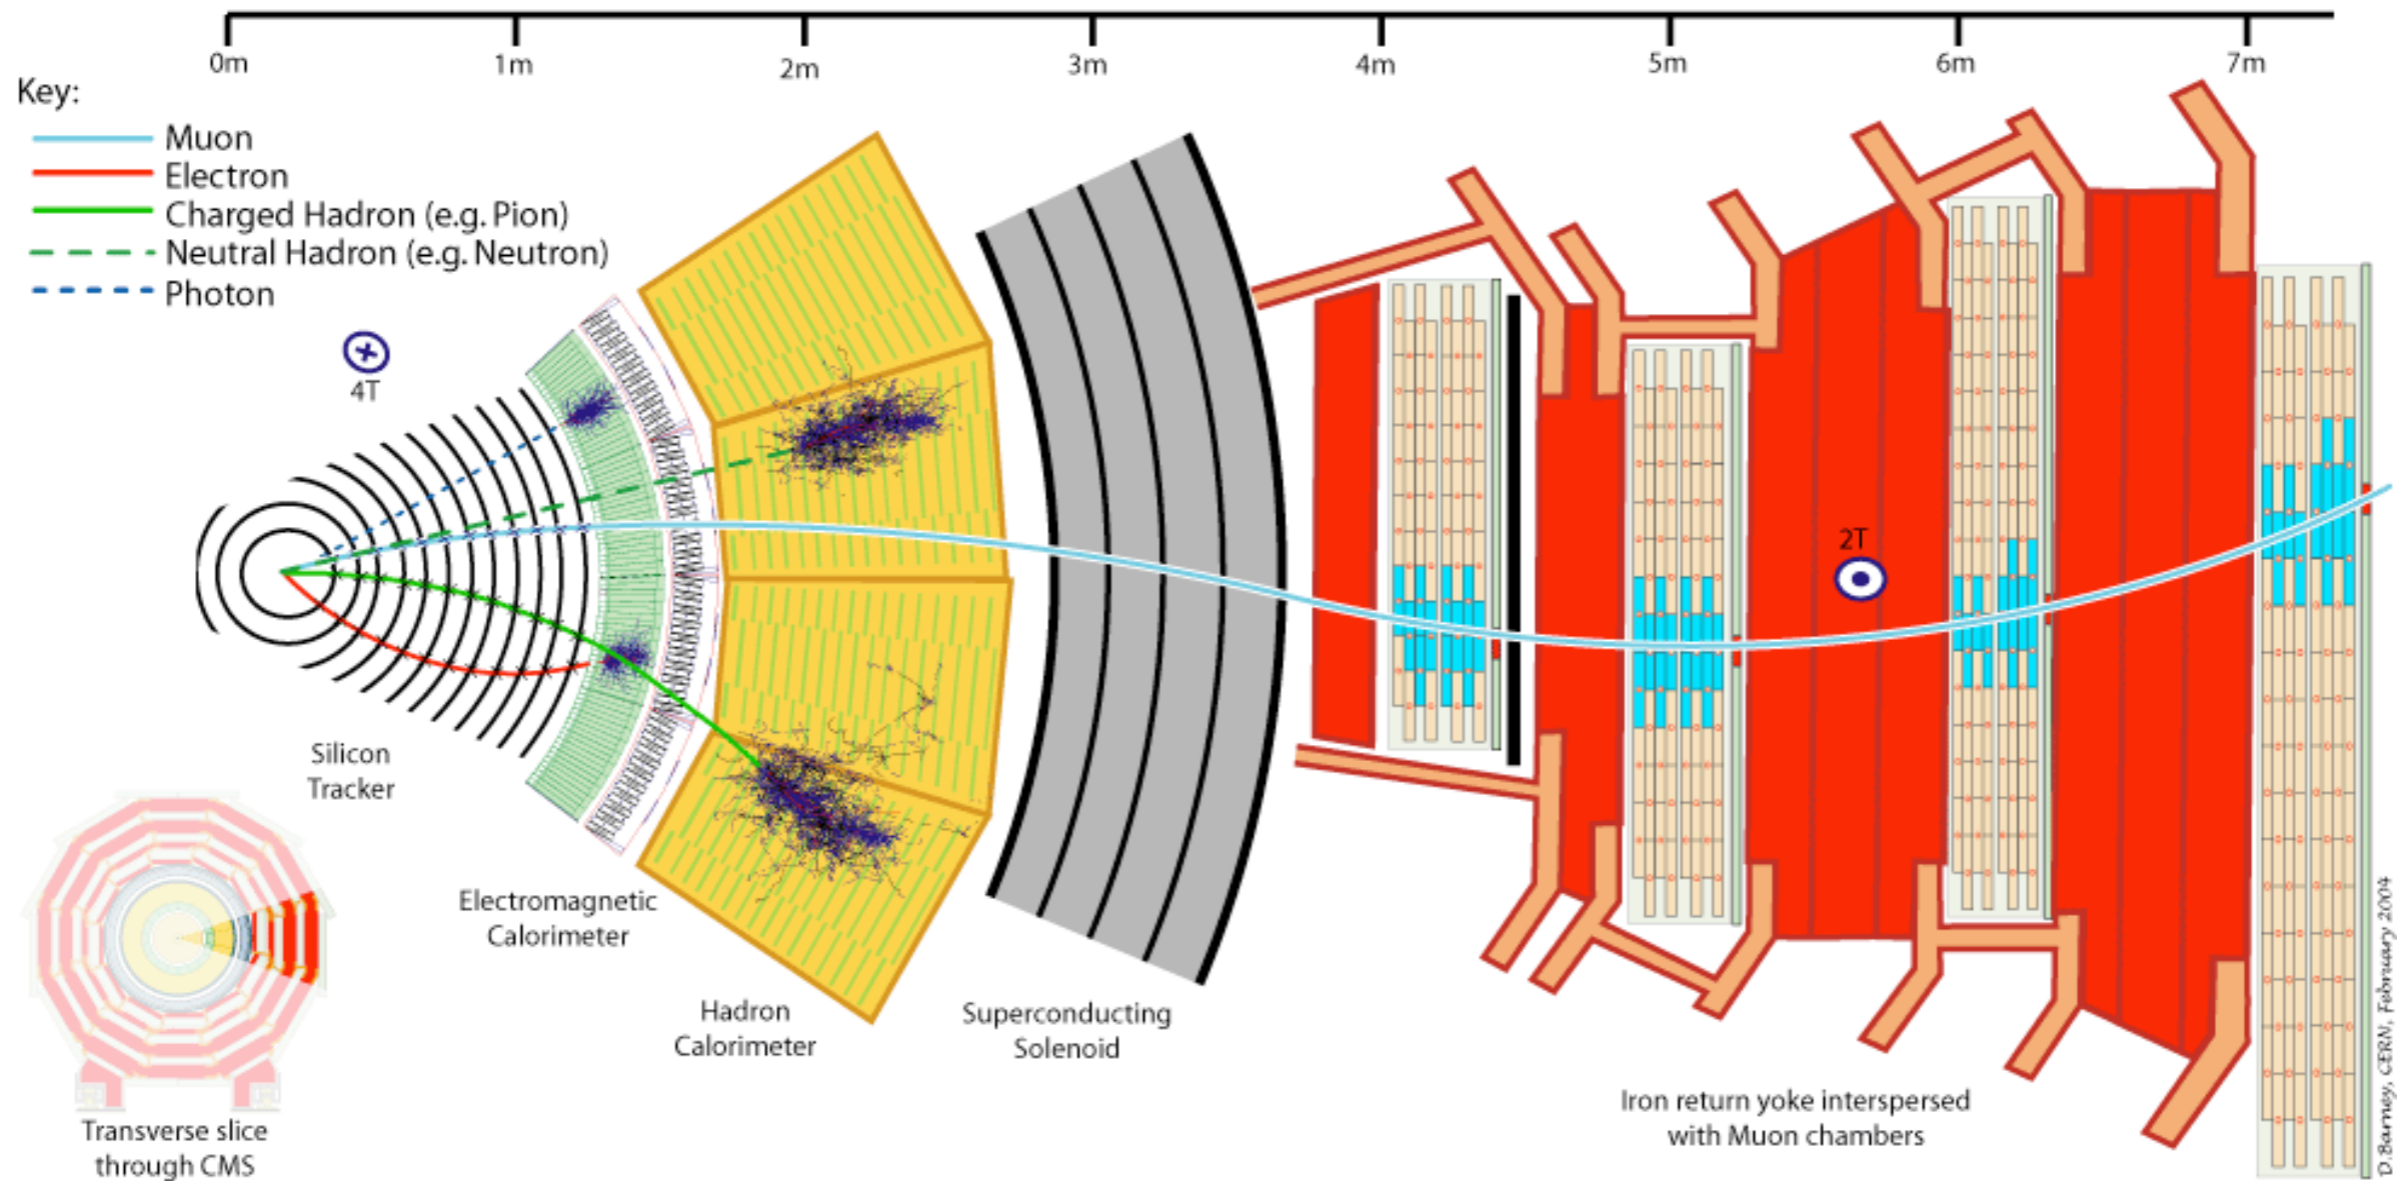 0m 1m 2m 3m 4m 5m 6m 7m
Key:
Muon
Electron
Charged Hadron (e.g. Pion)
Neutral Hadron (e.g. Neutron)
Photon
4T
2T
Silicon
Tracker
Electromagnetic
Calorimeter
Hadron
Calorimeter
Superconducting
Solenoid
Iron return yoke interspersed
with Muon chambers
Transverse slice
through CMS
D.Barney, CERN, February 2004